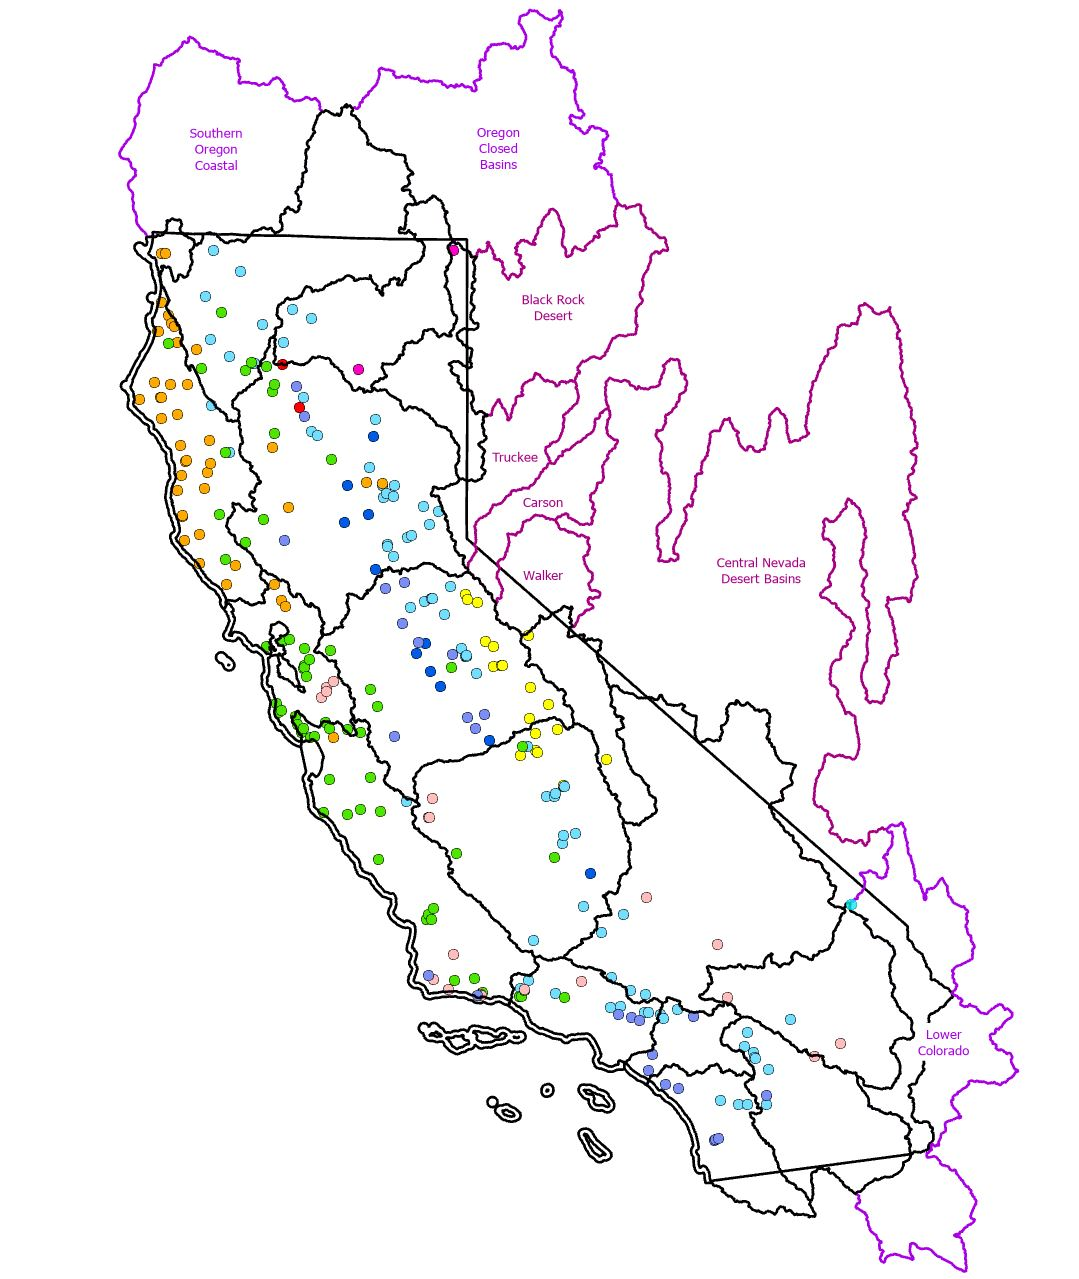 Southern
Oregon
Coastal
Oregon
Closed
Basins
Black Rock
Desert
Truckee
Carson
Walker
Central Nevada
Desert Basins
Lower
Colorado